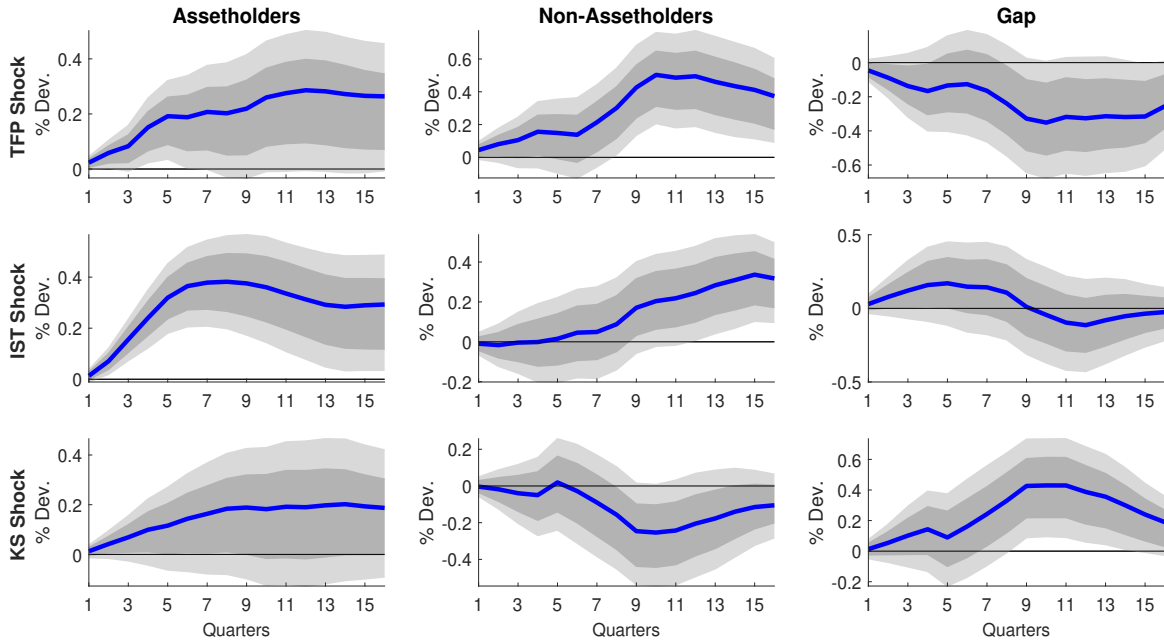 Assetholders
Non-Assetholders
Gap
TFP Shock
% Dev.
0.4
0.2
0
1 3 5 7 9 11 13 15
% Dev.
0.6
0.4
0.2
0
1 3 5 7 9 11 13 15
% Dev.
0
-0.2
-0.4
-0.6
1 3 5 7 9 11 13 15
IST Shock
% Dev.
0.4
0.2
0
1 3 5 7 9 11 13 15
% Dev.
0.4
0.2
0
-0.2
1 3 5 7 9 11 13 15
% Dev.
0.5
0
-0.5
1 3 5 7 9 11 13 15
KS Shock
% Dev.
0.4
0.2
0
1 3 5 7 9 11 13 15
Quarters
% Dev.
0.2
0
-0.2
-0.4
1 3 5 7 9 11 13 15
Quarters
% Dev.
0.6
0.4
0.2
0
-0.2
1 3 5 7 9 11 13 15
Quarters